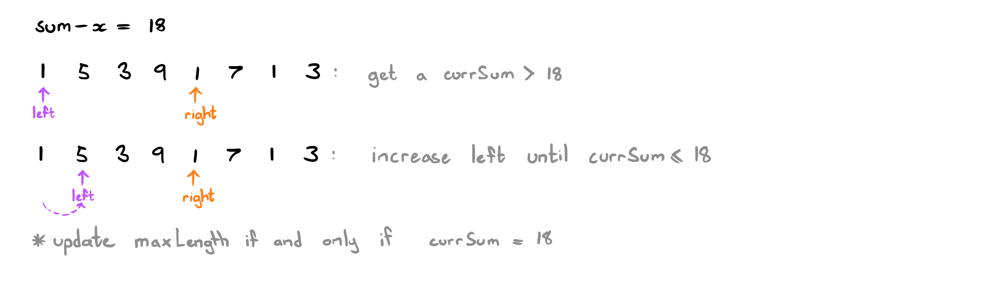 sum - x = 18
1 5 3 9 1 7 1 3 : get a currSum > 18
left right
1 5 3 9 1 7 1 3 : increase left until currSum ≤ 18
left right
* update maxLength if and only if currSum = 18